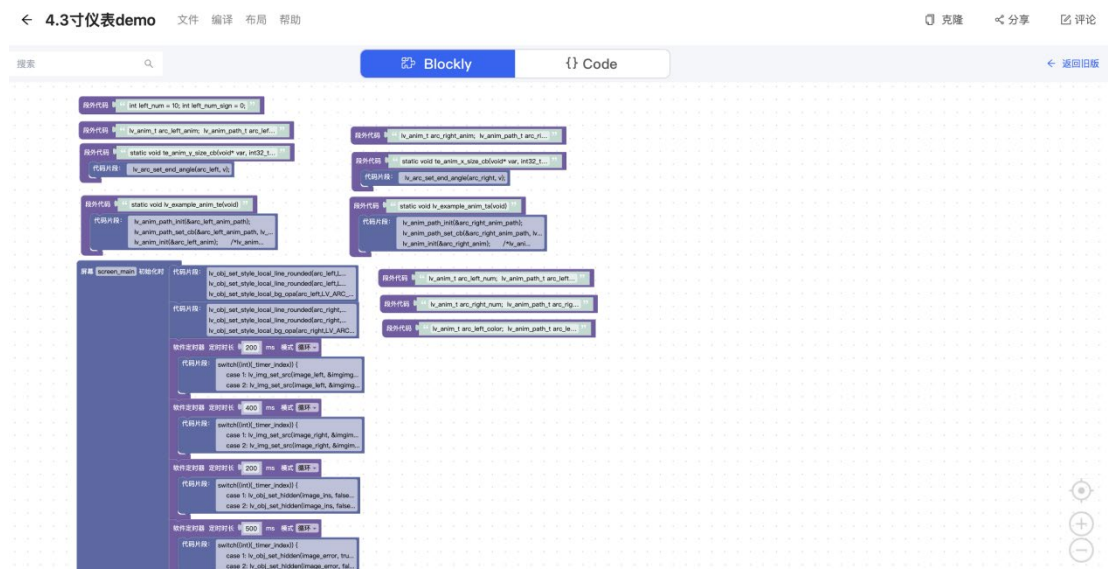 ← 4.3寸仪表demo 文件 编译 布局 帮助 克隆 分享 评论
搜索 Blockly {} Code ← 返回旧版
段外代码 “ int left_num = 10; int left_num_sign = 0; ”
段外代码 “ lv_anim_t arc_left_anim; lv_anim_path_t arc_lef... ”
段外代码 “ static void te_anim_y_size_cb(void* var, int32_t... ”
代码片段: lv_arc_set_end_angle(arc_left, v);
段外代码 “ lv_anim_t arc_right_anim; lv_anim_path_t arc_ri... ”
段外代码 “ static void te_anim_x_size_cb(void* var, int32_t... ”
代码片段: lv_arc_set_end_angle(arc_right, v);
段外代码 “ static void lv_example_anim_te(void) ”
代码片段: lv_anim_path_init(&arc_left_anim_path);
lv_anim_path_set_cb(&arc_left_anim_path, lv_...
lv_anim_init(&arc_left_anim); /*lv_anim...
段外代码 “ static void lv_example_anim_ta(void) ”
代码片段: lv_anim_path_init(&arc_right_anim_path);
lv_anim_path_set_cb(&arc_right_anim_path, lv...
lv_anim_init(&arc_right_anim); /*lv_ani...
屏幕 screen_main 初始化时 代码片段: lv_obj_set_style_local_line_rounded(arc_left,L...
lv_obj_set_style_local_line_rounded(arc_left,L...
lv_obj_set_style_local_bg_opa(arc_left,LV_ARC_...
代码片段: lv_obj_set_style_local_line_rounded(arc_right,...
lv_obj_set_style_local_line_rounded(arc_right,...
lv_obj_set_style_local_bg_opa(arc_right,LV_ARC...
软件定时器 定时时长 200 ms 模式 循环
代码片段: switch((int)(_timer_index)) {
case 1: lv_img_set_src(image_left, &imgimg...
case 2: lv_img_set_src(image_left, &imgimg...
软件定时器 定时时长 400 ms 模式 循环
代码片段: switch((int)(_timer_index)) {
case 1: lv_img_set_src(image_right, &imgim...
case 2: lv_img_set_src(image_right, &imgim...
软件定时器 定时时长 200 ms 模式 循环
代码片段: switch((int)(_timer_index)) {
case 1: lv_obj_set_hidden(image_ins, false...
case 2: lv_obj_set_hidden(image_ins, false...
软件定时器 定时时长 500 ms 模式 循环
代码片段: switch((int)(_timer_index)) {
case 1: lv_obj_set_hidden(image_error, tru...
case 2: lv_obj_set_hidden(image_error, fal...
段外代码 “ lv_anim_t arc_left_num; lv_anim_path_t arc_left... ”
段外代码 “ lv_anim_t arc_right_num; lv_anim_path_t arc_rig... ”
段外代码 “ lv_anim_t arc_left_color; lv_anim_path_t arc_le... ”